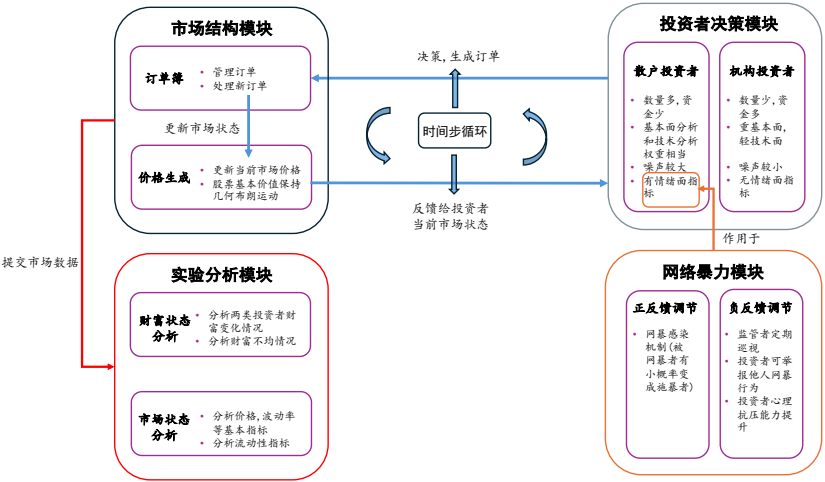 市场结构模块
订单簿
• 管理订单
• 处理新订单
更新市场状态
价格生成
• 更新当前市场价格
• 股票基本价值保持
几何布朗运动
决策,生成订单
时间步循环
反馈给投资者
当前市场状态
投资者决策模块
散户投资者
• 数量多,资
金少
• 基本面分析
和技术分析
权重相当
• 噪声较大
• 有情绪面指
标
机构投资者
• 数量少,资
金多
• 重基本面,
轻技术面
• 噪声较小
• 无情绪面指
标
作用于
提交市场数据
实验分析模块
财富状态
分析
• 分析两类投资者财
富变化情况
• 分析财富不均情况
市场状态
分析
• 分析价格,波动率
等基本指标
• 分析流动性指标
网络暴力模块
正反馈调节
• 网暴感染
机制(被
网暴者有
小概率变
成施暴者)
负反馈调节
• 监管者定期
巡视
• 投资者可举
报他人网暴
行为
• 投资者心理
抗压能力提
升